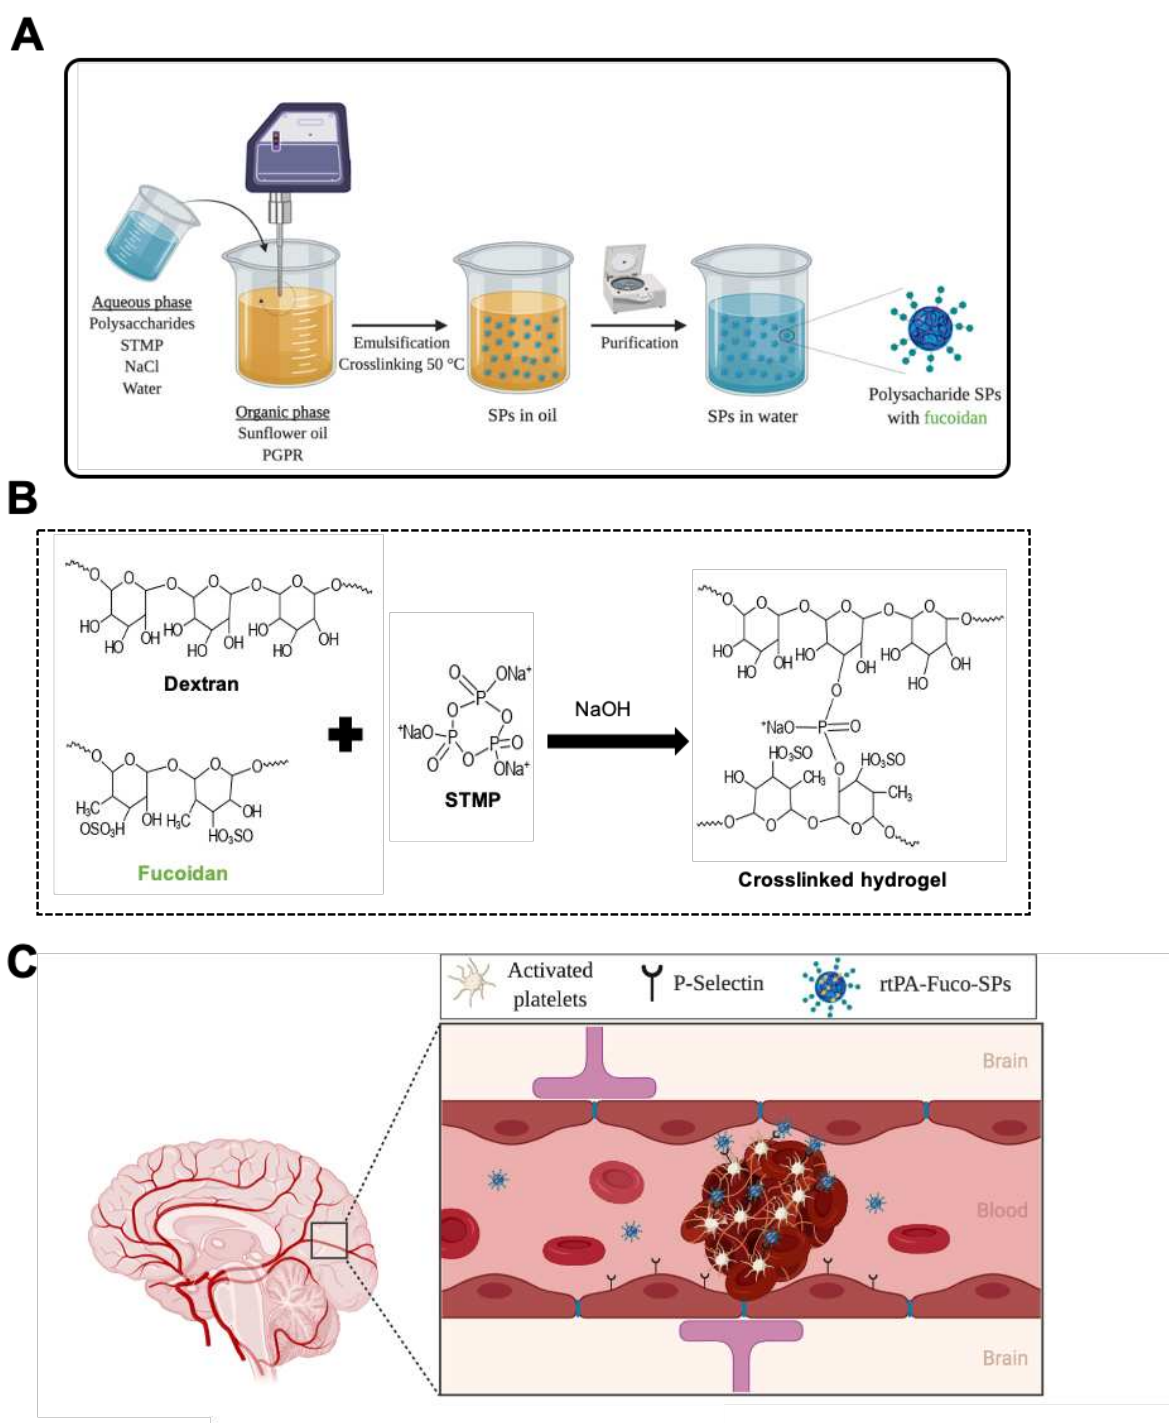 A
Aqueous phase
Polysaccharides
STMP
NaCl
Water
Organic phase
Sunflower oil
PGPR
Emulsification
Crosslinking 50 °C
SPs in oil
Purification
SPs in water
Polysacharide SPs
with fucoidan
B
O O O O O O O
HO HO OH HO HO OH HO HO OH
Dextran
O O O O O
H₃C OSO₃H OH H₃C HO₃SO OH
Fucoidan
O ONa⁺
P
O O
⁺NaO P P O
O O ONa⁺
STMP
NaOH
O O O O O O O
HO HO OH HO OH HO HO OH
O
⁺NaO P O
HO₃SO O HO₃SO
HO CH₃ CH₃
O O O O O
Crosslinked hydrogel
C
Activated
platelets
P-Selectin
rtPA-Fuco-SPs
Brain
Blood
Brain